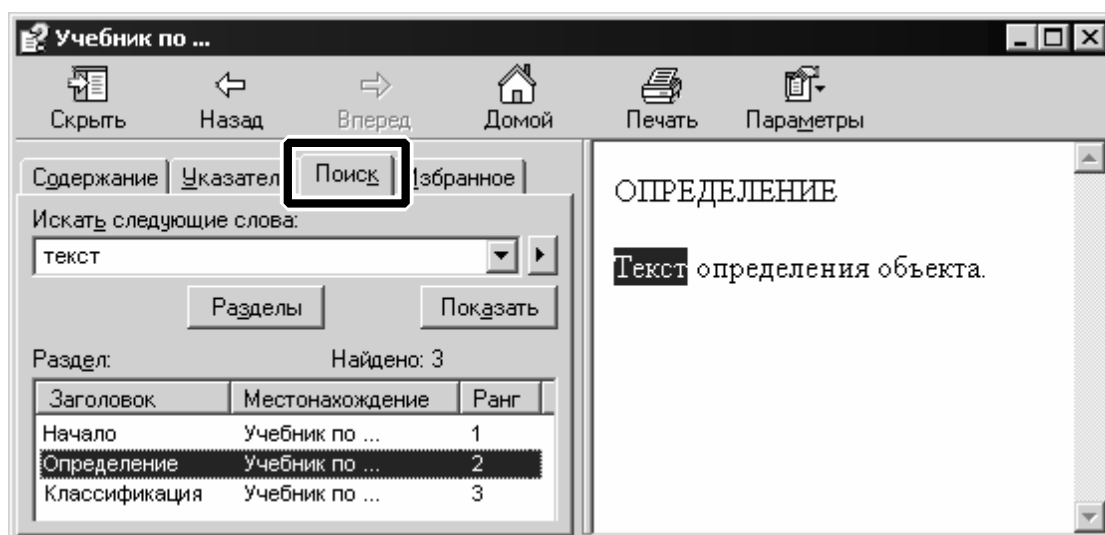 Учебник по ...
Скрыть Назад Вперед Домой Печать Параметры
Содержание Указател Поиск збранное
Искать следующие слова:
текст
Разделы Показать
Раздел: Найдено: 3
Заголовок Местонахождение Ранг
Начало Учебник по ... 1
Определение Учебник по ... 2
Классификация Учебник по ... 3
ОПРЕДЕЛЕНИЕ
Текст определения объекта.